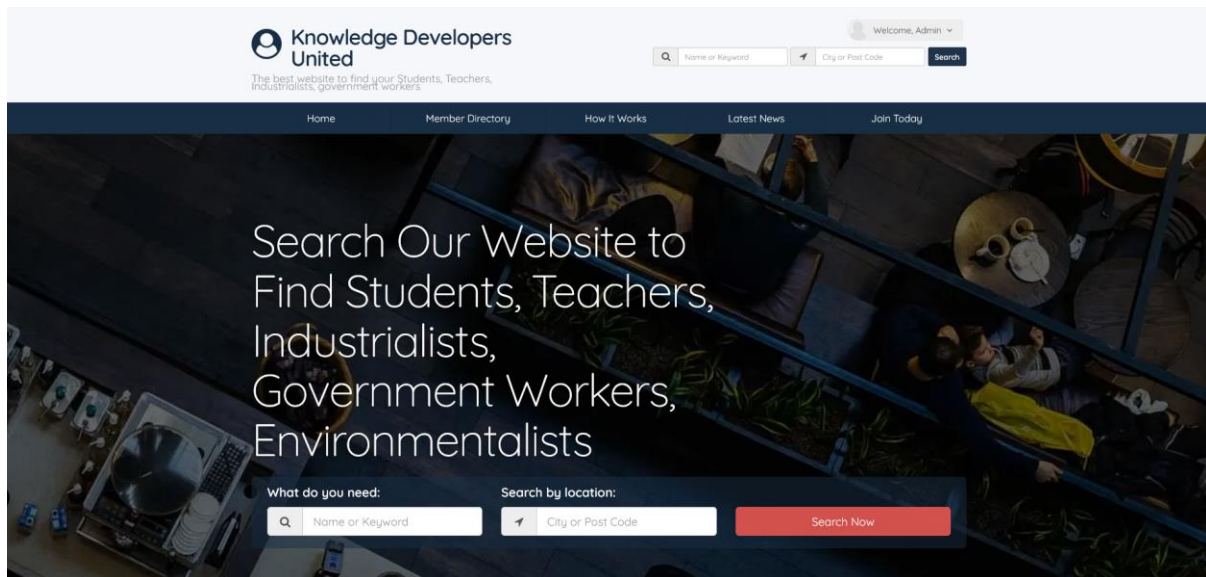 Knowledge Developers
United
The best website to find your Students, Teachers,
Industrialists, government workers
Welcome, Admin
Name or Keyword
City or Post Code
Search
Home
Member Directory
How It Works
Latest News
Join Today
Search Our Website to
Find Students, Teachers,
Industrialists,
Government Workers,
Environmentalists
What do you need:
Search by location:
Name or Keyword
City or Post Code
Search Now